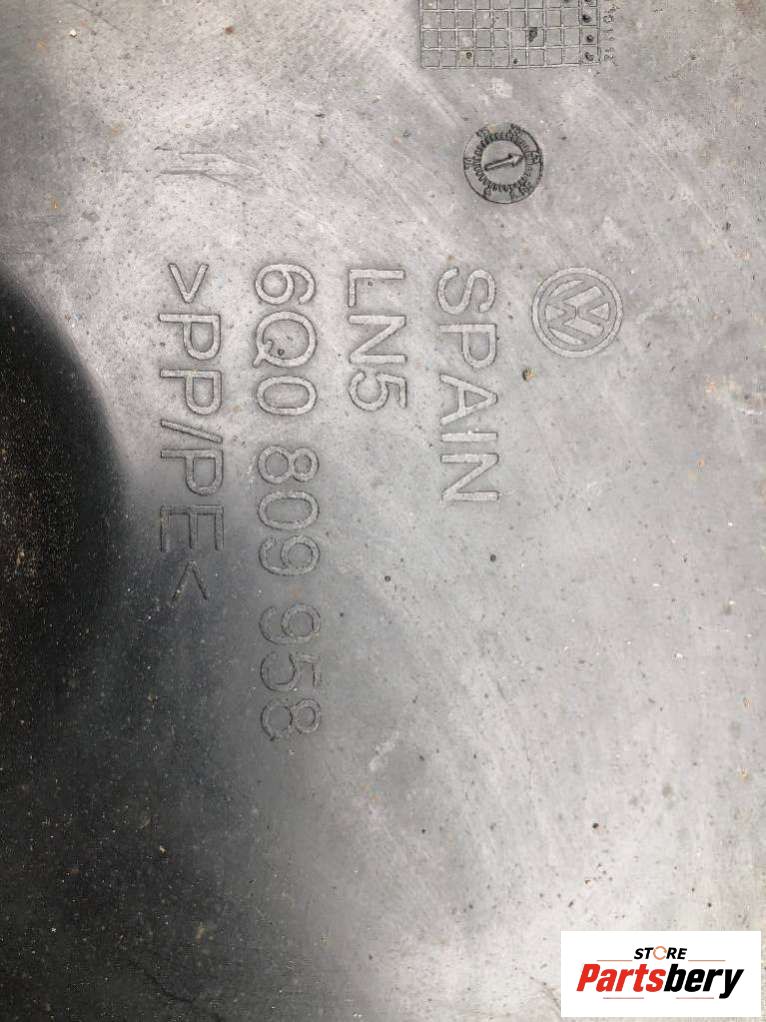 SPAIN
LN5
6Q0 809 958
>PP/PE<
STORE
Partsbery